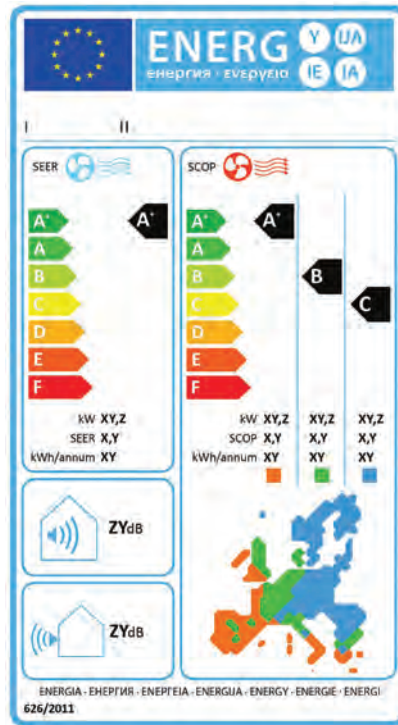 ENERG Y IJA
IE IA
енергия · ενεργεια
I II
SEER
A+ A+
A
B
C
D
E
F
kW XY,Z
SEER X,Y
kWh/annum XY
SCOP
A+ A+
A
B B
C C
D
E
F
kW XY,Z XY,Z XY,Z
SCOP X,Y X,Y X,Y
kWh/annum XY XY XY
ZYdB
ZYdB
ENERGIA · ЕНЕРГИЯ · ΕΝΕΡΓΕΙΑ · ENERGIJA · ENERGY · ENERGIE · ENERGI
626/2011